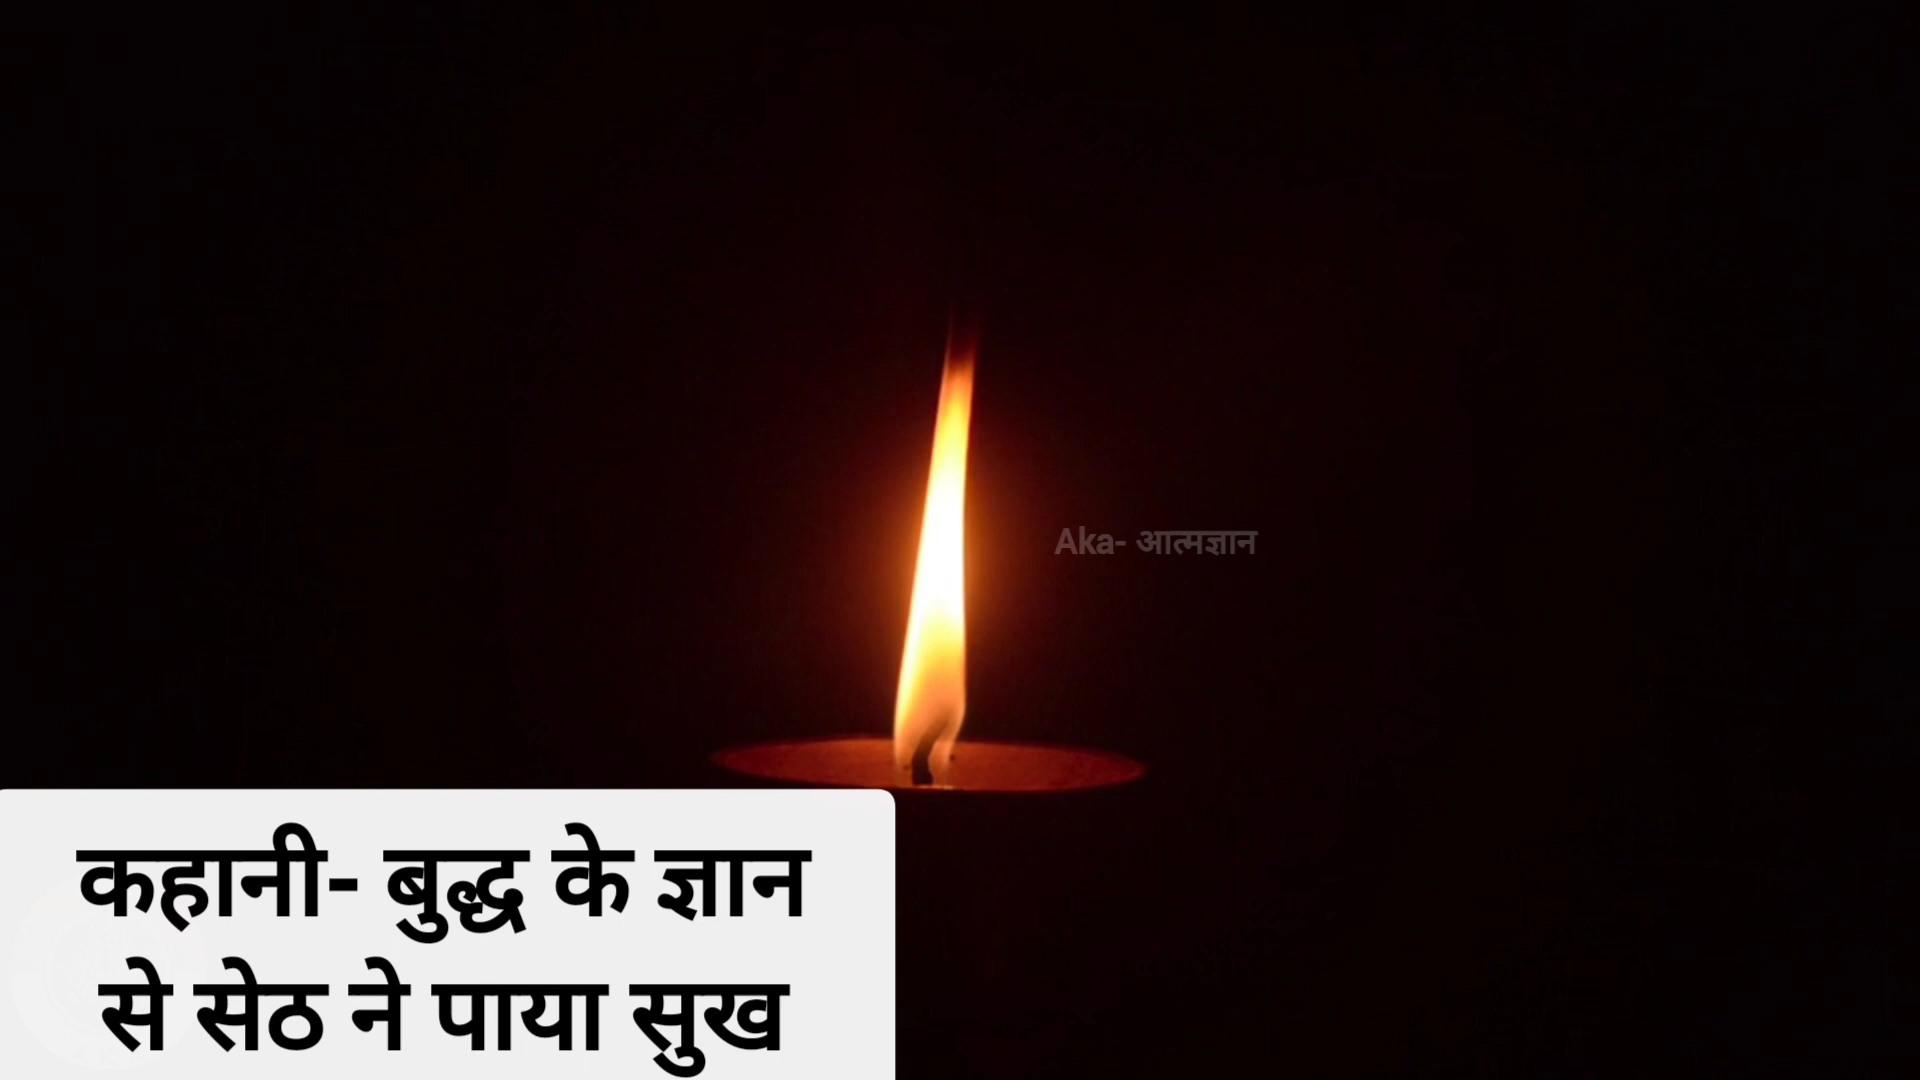 Aka- आत्मज्ञान
कहानी- बुद्ध के ज्ञान
से सेठ ने पाया सुख